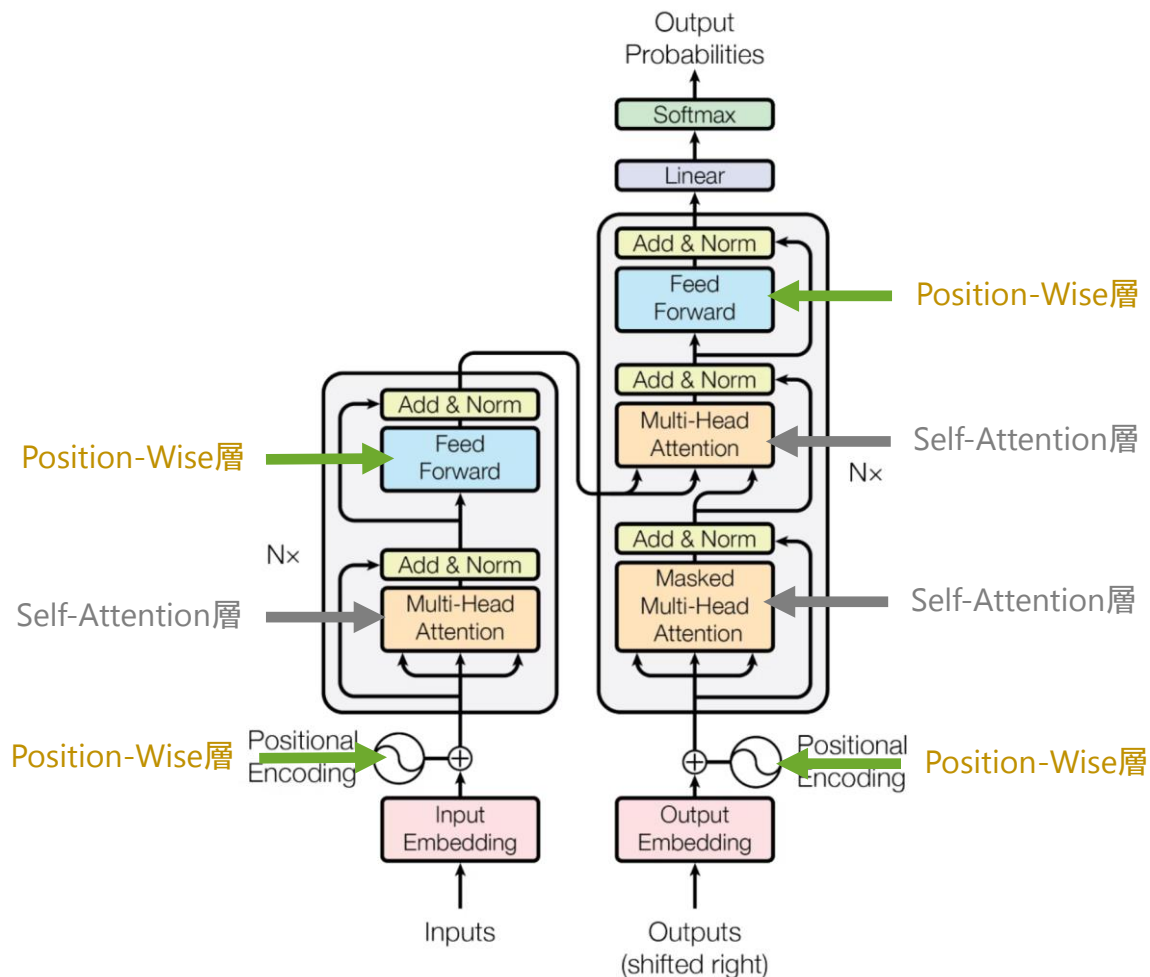 Output
Probabilities
Softmax
Linear
Add & Norm
Feed
Forward
Position-Wise層
Add & Norm
Multi-Head
Attention
Self-Attention層
N×
Add & Norm
Masked
Multi-Head
Attention
Self-Attention層
Add & Norm
Feed
Forward
Position-Wise層
N×
Add & Norm
Multi-Head
Attention
Self-Attention層
Position-Wise層
Positional
Encoding
Positional
Encoding
Position-Wise層
Input
Embedding
Output
Embedding
Inputs
Outputs
(shifted right)